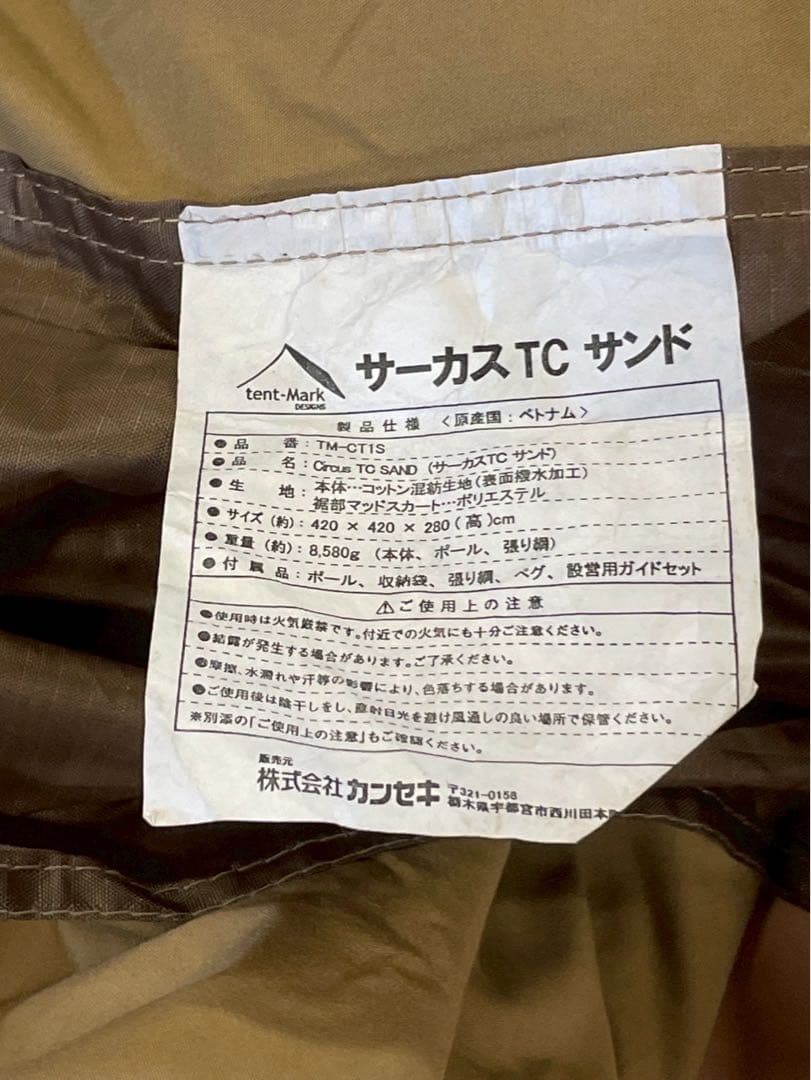 tent-Mark
DESIGNS
サーカスTC サンド
製品仕様 〈原産国：ベトナム〉
●品　番：TM-CT1S
●品　名：Circus TC SAND（サーカスTC サンド）
●生　地：本体…コットン混紡生地（表面撥水加工）
裾部マッドスカート…ポリエステル
●サイズ（約）：420 × 420 × 280（高）cm
●重量（約）：8,580g（本体、ポール、張り綱）
●付属品：ポール、収納袋、張り綱、ペグ、設営用ガイドセット
⚠ご使用上の注意
●使用時は火気厳禁です。付近での火気にも十分ご注意ください。
●結露が発生する場合があります。ご了承ください。
●摩擦、水濡れや汗等の影響により、色落ちする場合があります。
●ご使用後は陰干しをし、直射日光を避け風通しの良い場所で保管ください。
※別添の「ご使用上の注意」もご確認ください。
販売元
株式会社 カンセキ
〒321-0158
栃木県宇都宮市西川田本